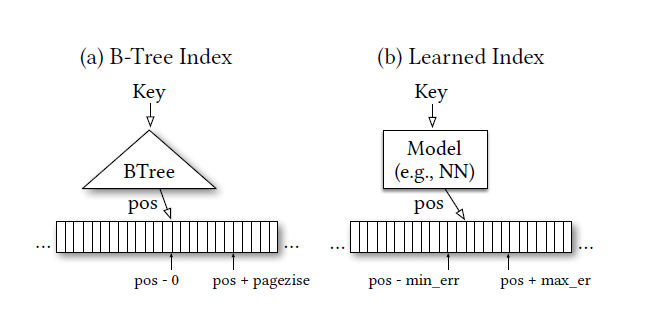 (a) B-Tree Index
Key
BTree
pos
...
...
pos - 0
pos + pagezise
(b) Learned Index
Key
Model
(e.g., NN)
pos
...
...
pos - min_err
pos + max_er